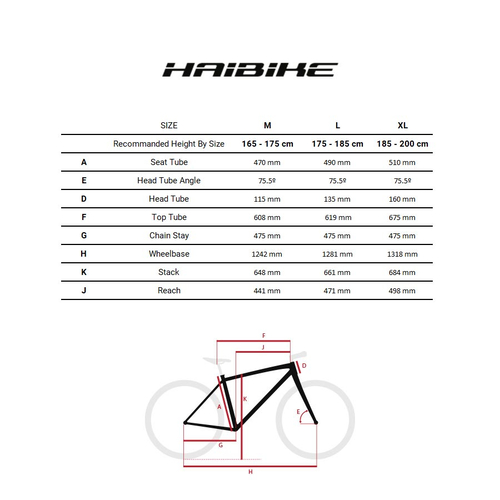 HAIBIKE
SIZE M L XL
Recommanded Height By Size 165 - 175 cm 175 - 185 cm 185 - 200 cm
A Seat Tube 470 mm 490 mm 510 mm
E Head Tube Angle 75.5º 75.5º 75.5º
D Head Tube 115 mm 135 mm 160 mm
F Top Tube 608 mm 619 mm 675 mm
G Chain Stay 475 mm 475 mm 475 mm
H Wheelbase 1242 mm 1281 mm 1318 mm
K Stack 648 mm 661 mm 684 mm
J Reach 441 mm 471 mm 498 mm
F
J
D
K
A
E
G
H